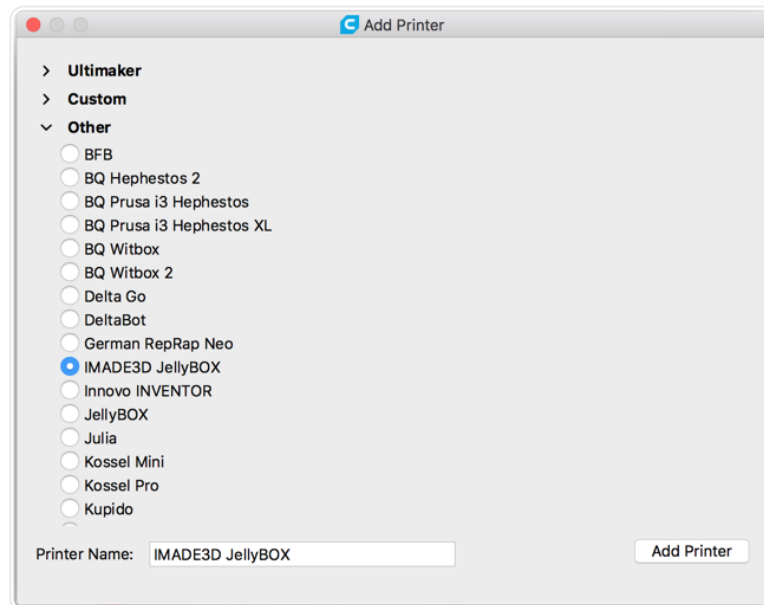 Add Printer
Ultimaker
Custom
Other
BFB
BQ Hephestos 2
BQ Prusa i3 Hephestos
BQ Prusa i3 Hephestos XL
BQ Witbox
BQ Witbox 2
Delta Go
DeltaBot
German RepRap Neo
IMADE3D JellyBOX
Innovo INVENTOR
JellyBOX
Julia
Kossel Mini
Kossel Pro
Kupido
Printer Name: IMADE3D JellyBOX Add Printer